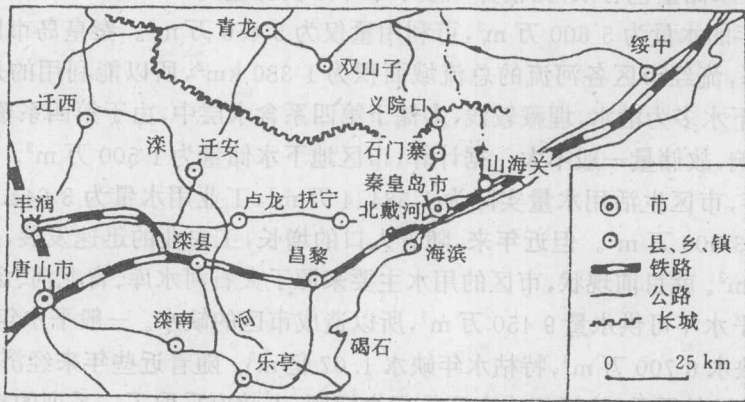 青龙
双山子
绥中
迁西
义院口
滦
迁安
石门寨
山海关
秦皇岛市
丰润
卢龙
抚宁
北戴河
市
海滨
县、乡、镇
滦县
唐山市
昌黎
铁路
公路
滦南
河
碣石
长城
乐亭
0 25 km